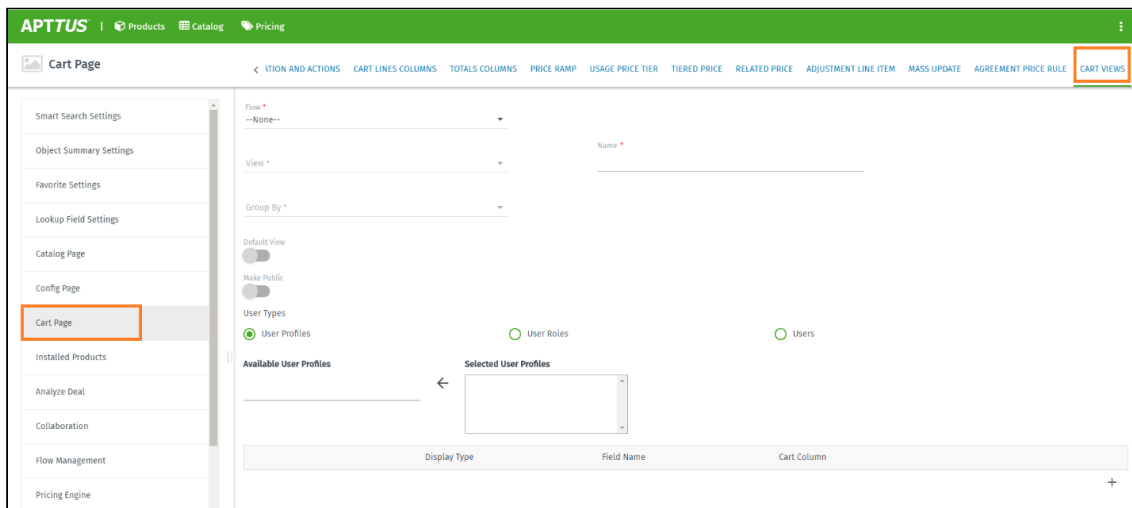 APTTUS | Products Catalog Pricing
Cart Page
ATION AND ACTIONS CART LINES COLUMNS TOTALS COLUMNS PRICE RAMP USAGE PRICE TIER TIERED PRICE RELATED PRICE ADJUSTMENT LINE ITEM MASS UPDATE AGREEMENT PRICE RULE CART VIEWS
Smart Search Settings
Object Summary Settings
Favorite Settings
Lookup Field Settings
Catalog Page
Config Page
Cart Page
Installed Products
Analyze Deal
Collaboration
Flow Management
Pricing Engine
Flow *
--None--
Name *
View *
Group By *
Default View
Make Public
User Types
User Profiles User Roles Users
Available User Profiles Selected User Profiles
Display Type Field Name Cart Column